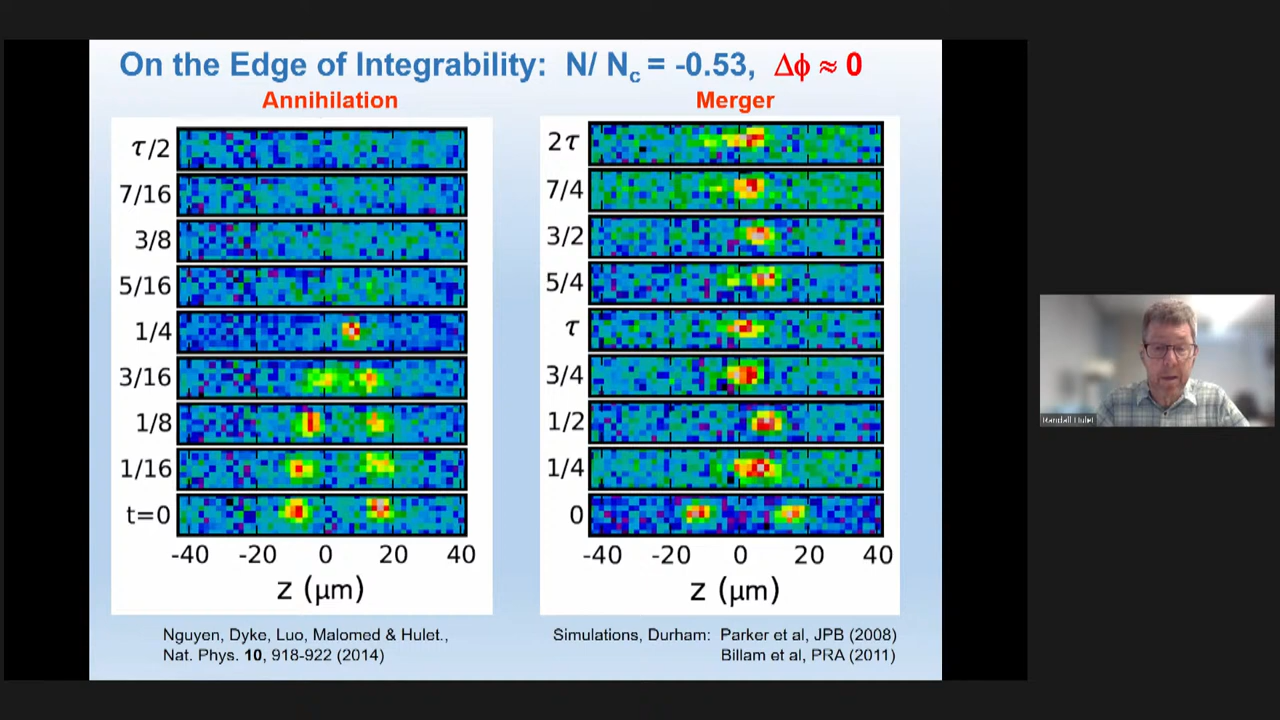 On the Edge of Integrability: N/ Nc = -0.53, Δϕ ≈ 0
Annihilation
τ/2
7/16
3/8
5/16
1/4
3/16
1/8
1/16
t=0
-40 -20 0 20 40
z (μm)
Nguyen, Dyke, Luo, Malomed & Hulet.,
Nat. Phys. 10, 918-922 (2014)
Merger
2τ
7/4
3/2
5/4
τ
3/4
1/2
1/4
0
-40 -20 0 20 40
z (μm)
Simulations, Durham: Parker et al, JPB (2008)
Billam et al, PRA (2011)
Randall Hulet